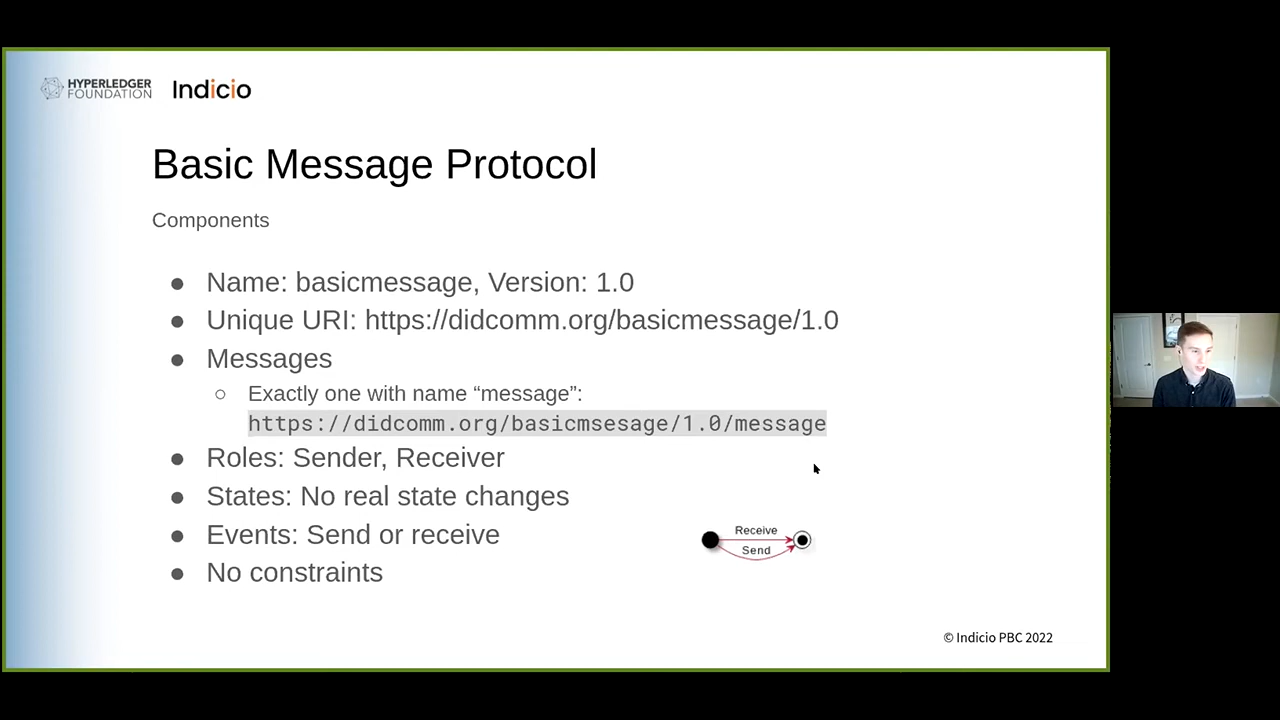 HYPERLEDGER
FOUNDATION
Indicio
Basic Message Protocol
Components
● Name: basicmessage, Version: 1.0
● Unique URI: https://didcomm.org/basicmessage/1.0
● Messages
○ Exactly one with name “message”:
https://didcomm.org/basicmsesage/1.0/message
● Roles: Sender, Receiver
● States: No real state changes
● Events: Send or receive
● No constraints
Receive
Send
© Indicio PBC 2022